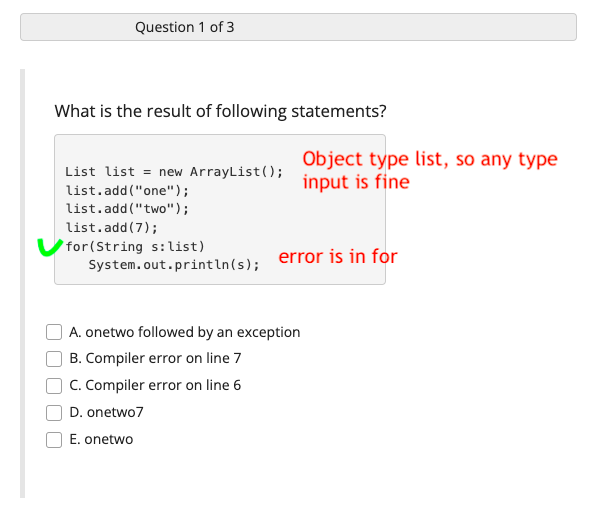 Question 1 of 3
What is the result of following statements?
List list = new ArrayList();
Object type list, so any type
input is fine
list.add("one");
list.add("two");
list.add(7);
for(String s:list)
System.out.println(s);
error is in for
A. onetwo followed by an exception
B. Compiler error on line 7
C. Compiler error on line 6
D. onetwo7
E. onetwo